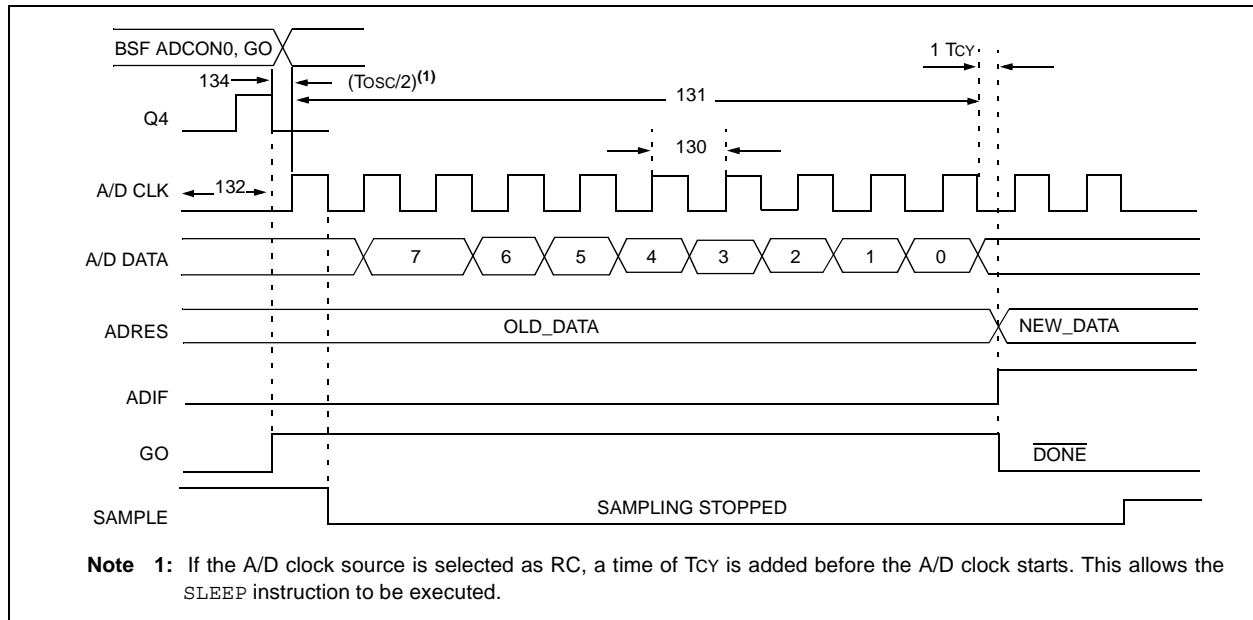 BSF ADCON0, GO
134
(TOSC/2)(1)
1 TCY
131
Q4
130
A/D CLK
132
A/D DATA
7 6 5 4 3 2 1 0
ADRES
OLD_DATA
NEW_DATA
ADIF
GO
DONE
SAMPLE
SAMPLING STOPPED
Note 1: If the A/D clock source is selected as RC, a time of TCY is added before the A/D clock starts. This allows the
SLEEP instruction to be executed.